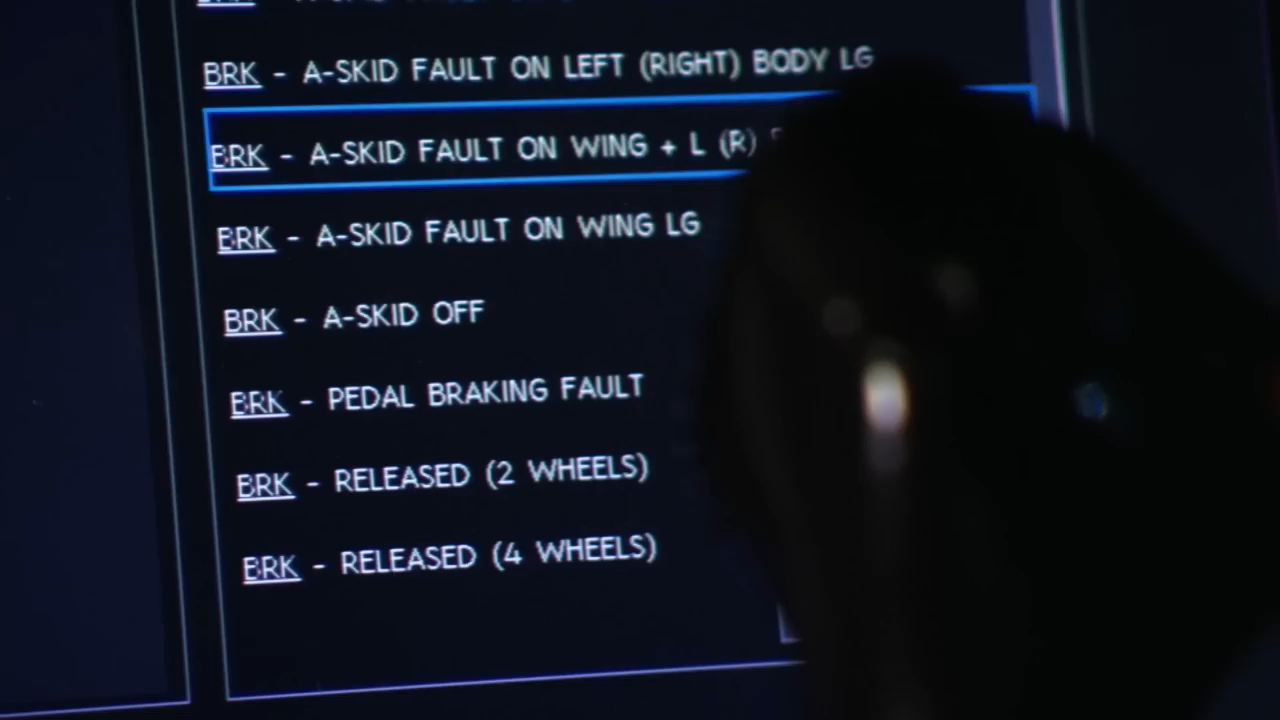 BRK - A-SKID FAULT ON LEFT (RIGHT) BODY LG
BRK - A-SKID FAULT ON WING + L (R)
BRK - A-SKID FAULT ON WING LG
BRK - A-SKID OFF
BRK - PEDAL BRAKING FAULT
BRK - RELEASED (2 WHEELS)
BRK - RELEASED (4 WHEELS)